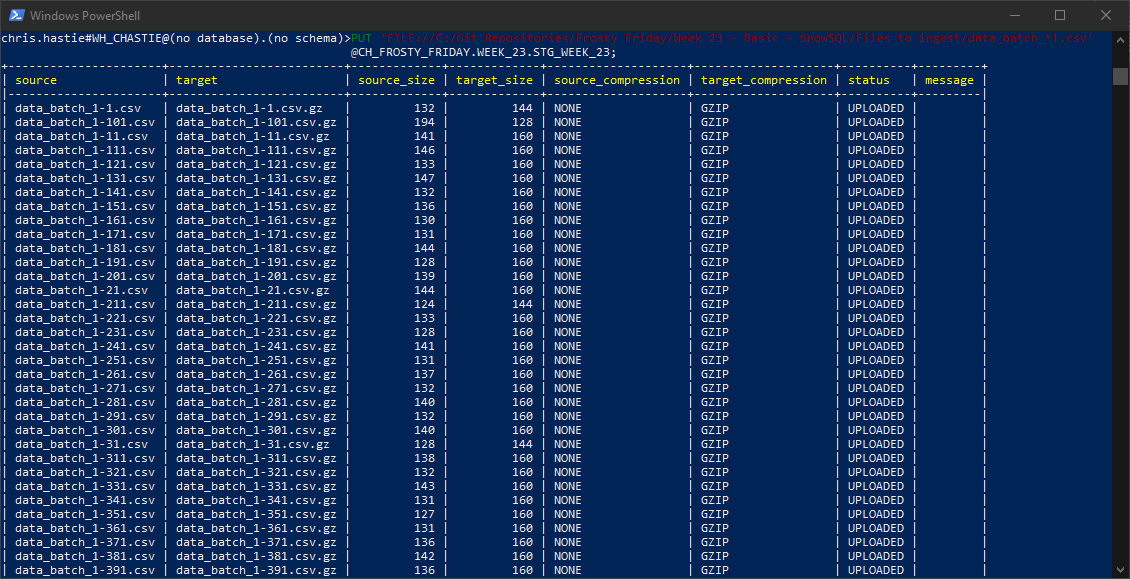 Windows PowerShell
chris.hastie#WH_CHASTIE@(no database).(no schema)>PUT 'FILE://C:/Git Repositories/Frosty Friday/Week 23 - Basic - SnowSQL/Files to ingest/data_batch_*1.csv'
@CH_FROSTY_FRIDAY.WEEK_23.STG_WEEK_23;
source | target | source_size | target_size | source_compression | target_compression | status | message
data_batch_1-1.csv | data_batch_1-1.csv.gz | 132 | 144 | NONE | GZIP | UPLOADED |
data_batch_1-101.csv | data_batch_1-101.csv.gz | 194 | 128 | NONE | GZIP | UPLOADED |
data_batch_1-11.csv | data_batch_1-11.csv.gz | 141 | 160 | NONE | GZIP | UPLOADED |
data_batch_1-111.csv | data_batch_1-111.csv.gz | 146 | 160 | NONE | GZIP | UPLOADED |
data_batch_1-121.csv | data_batch_1-121.csv.gz | 133 | 160 | NONE | GZIP | UPLOADED |
data_batch_1-131.csv | data_batch_1-131.csv.gz | 147 | 160 | NONE | GZIP | UPLOADED |
data_batch_1-141.csv | data_batch_1-141.csv.gz | 132 | 160 | NONE | GZIP | UPLOADED |
data_batch_1-151.csv | data_batch_1-151.csv.gz | 136 | 160 | NONE | GZIP | UPLOADED |
data_batch_1-161.csv | data_batch_1-161.csv.gz | 130 | 160 | NONE | GZIP | UPLOADED |
data_batch_1-171.csv | data_batch_1-171.csv.gz | 131 | 160 | NONE | GZIP | UPLOADED |
data_batch_1-181.csv | data_batch_1-181.csv.gz | 144 | 160 | NONE | GZIP | UPLOADED |
data_batch_1-191.csv | data_batch_1-191.csv.gz | 128 | 160 | NONE | GZIP | UPLOADED |
data_batch_1-201.csv | data_batch_1-201.csv.gz | 139 | 160 | NONE | GZIP | UPLOADED |
data_batch_1-21.csv | data_batch_1-21.csv.gz | 144 | 160 | NONE | GZIP | UPLOADED |
data_batch_1-211.csv | data_batch_1-211.csv.gz | 124 | 144 | NONE | GZIP | UPLOADED |
data_batch_1-221.csv | data_batch_1-221.csv.gz | 133 | 160 | NONE | GZIP | UPLOADED |
data_batch_1-231.csv | data_batch_1-231.csv.gz | 128 | 160 | NONE | GZIP | UPLOADED |
data_batch_1-241.csv | data_batch_1-241.csv.gz | 141 | 160 | NONE | GZIP | UPLOADED |
data_batch_1-251.csv | data_batch_1-251.csv.gz | 131 | 160 | NONE | GZIP | UPLOADED |
data_batch_1-261.csv | data_batch_1-261.csv.gz | 137 | 160 | NONE | GZIP | UPLOADED |
data_batch_1-271.csv | data_batch_1-271.csv.gz | 132 | 160 | NONE | GZIP | UPLOADED |
data_batch_1-281.csv | data_batch_1-281.csv.gz | 140 | 160 | NONE | GZIP | UPLOADED |
data_batch_1-291.csv | data_batch_1-291.csv.gz | 132 | 160 | NONE | GZIP | UPLOADED |
data_batch_1-301.csv | data_batch_1-301.csv.gz | 140 | 160 | NONE | GZIP | UPLOADED |
data_batch_1-31.csv | data_batch_1-31.csv.gz | 128 | 144 | NONE | GZIP | UPLOADED |
data_batch_1-311.csv | data_batch_1-311.csv.gz | 138 | 160 | NONE | GZIP | UPLOADED |
data_batch_1-321.csv | data_batch_1-321.csv.gz | 132 | 160 | NONE | GZIP | UPLOADED |
data_batch_1-331.csv | data_batch_1-331.csv.gz | 143 | 160 | NONE | GZIP | UPLOADED |
data_batch_1-341.csv | data_batch_1-341.csv.gz | 131 | 160 | NONE | GZIP | UPLOADED |
data_batch_1-351.csv | data_batch_1-351.csv.gz | 127 | 160 | NONE | GZIP | UPLOADED |
data_batch_1-361.csv | data_batch_1-361.csv.gz | 131 | 160 | NONE | GZIP | UPLOADED |
data_batch_1-371.csv | data_batch_1-371.csv.gz | 136 | 160 | NONE | GZIP | UPLOADED |
data_batch_1-381.csv | data_batch_1-381.csv.gz | 142 | 160 | NONE | GZIP | UPLOADED |
data_batch_1-391.csv | data_batch_1-391.csv.gz | 136 | 160 | NONE | GZIP | UPLOADED |